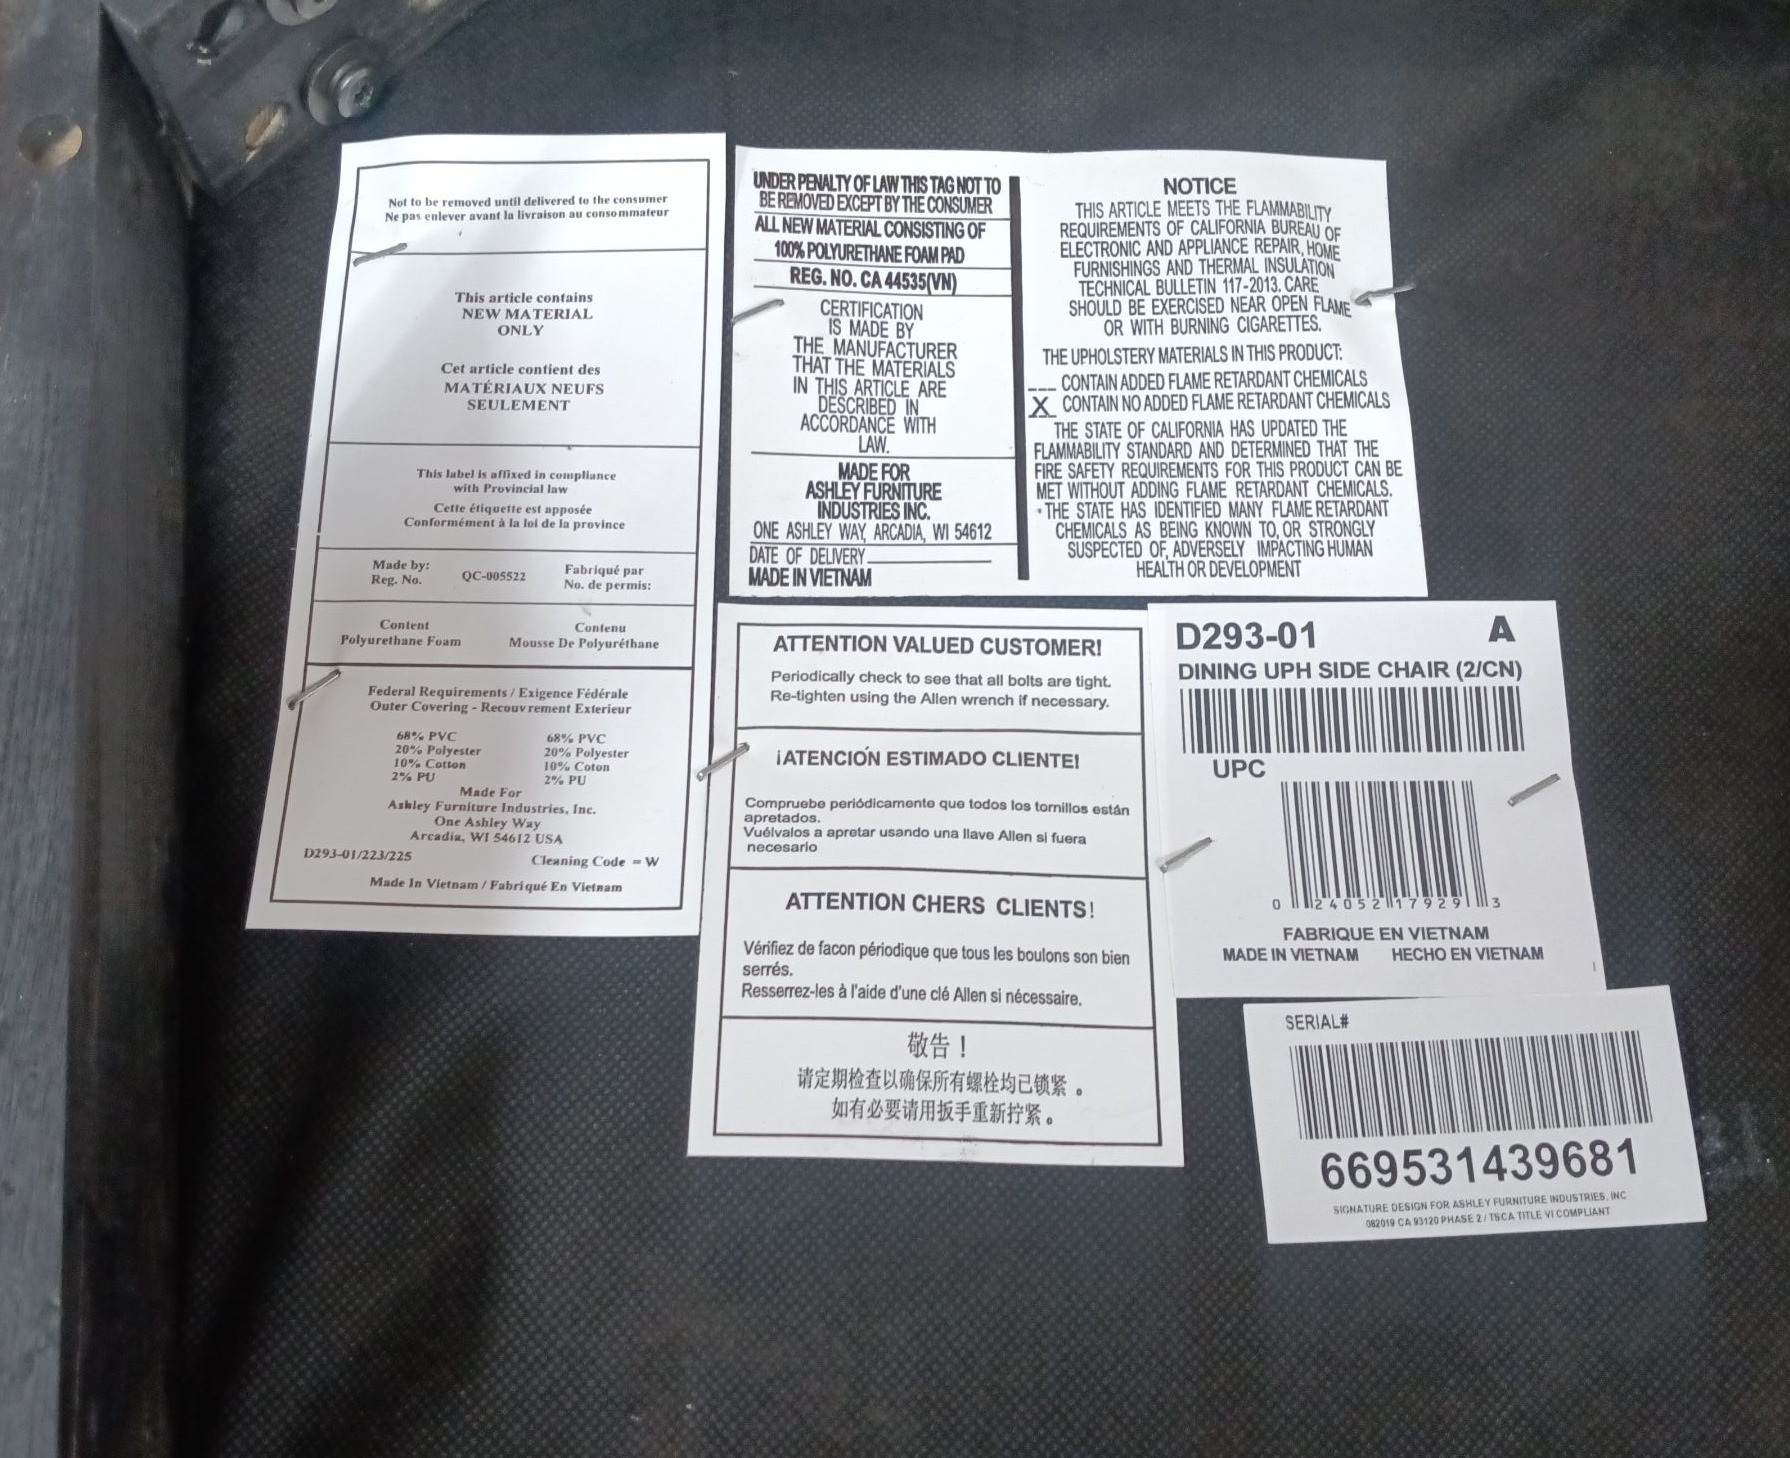 Not to be removed until delivered to the consumer
Ne pas enlever avant la livraison au consommateur
This article contains
NEW MATERIAL
ONLY
Cet article contient des
MATÉRIAUX NEUFS
SEULEMENT
This label is affixed in compliance
with Provincial law
Cette étiquette est apposée
Conformément à la loi de la province
Made by: Fabriqué par
Reg. No. QC-005522 No. de permis:
Content Contenu
Polyurethane Foam Mousse De Polyuréthane
Federal Requirements / Exigence Fédérale
Outer Covering - Recouvrement Exterieur
68% PVC 68% PVC
20% Polyester 20% Polyester
10% Cotton 10% Coton
2% PU 2% PU
Made For
Ashley Furniture Industries, Inc.
One Ashley Way
Arcadia, WI 54612 USA
D293-01/223/225 Cleaning Code = W
Made In Vietnam / Fabriqué En Vietnam
UNDER PENALTY OF LAW THIS TAG NOT TO
BE REMOVED EXCEPT BY THE CONSUMER
ALL NEW MATERIAL CONSISTING OF
100% POLYURETHANE FOAM PAD
REG. NO. CA 44535(VN)
CERTIFICATION
IS MADE BY
THE MANUFACTURER
THAT THE MATERIALS
IN THIS ARTICLE ARE
DESCRIBED IN
ACCORDANCE WITH
LAW.
MADE FOR
ASHLEY FURNITURE
INDUSTRIES INC.
ONE ASHLEY WAY, ARCADIA, WI 54612
DATE OF DELIVERY
MADE IN VIETNAM
NOTICE
THIS ARTICLE MEETS THE FLAMMABILITY
REQUIREMENTS OF CALIFORNIA BUREAU OF
ELECTRONIC AND APPLIANCE REPAIR, HOME
FURNISHINGS AND THERMAL INSULATION
TECHNICAL BULLETIN 117-2013. CARE
SHOULD BE EXERCISED NEAR OPEN FLAME
OR WITH BURNING CIGARETTES.
THE UPHOLSTERY MATERIALS IN THIS PRODUCT:
___ CONTAIN ADDED FLAME RETARDANT CHEMICALS
X CONTAIN NO ADDED FLAME RETARDANT CHEMICALS
THE STATE OF CALIFORNIA HAS UPDATED THE
FLAMMABILITY STANDARD AND DETERMINED THAT THE
FIRE SAFETY REQUIREMENTS FOR THIS PRODUCT CAN BE
MET WITHOUT ADDING FLAME RETARDANT CHEMICALS.
THE STATE HAS IDENTIFIED MANY FLAME RETARDANT
CHEMICALS AS BEING KNOWN TO, OR STRONGLY
SUSPECTED OF, ADVERSELY IMPACTING HUMAN
HEALTH OR DEVELOPMENT
ATTENTION VALUED CUSTOMER!
Periodically check to see that all bolts are tight.
Re-tighten using the Allen wrench if necessary.
¡ATENCIÓN ESTIMADO CLIENTE!
Compruebe periódicamente que todos los tornillos están
apretados.
Vuélvalos a apretar usando una llave Allen si fuera
necesario
ATTENTION CHERS CLIENTS!
Vérifiez de facon périodique que tous les boulons son bien
serrés.
Resserrez-les à l'aide d'une clé Allen si nécessaire.
敬告！
请定期检查以确保所有螺栓均已锁紧。
如有必要请用扳手重新拧紧。
D293-01 A
DINING UPH SIDE CHAIR (2/CN)
UPC
0 24052 17929 3
FABRIQUE EN VIETNAM
MADE IN VIETNAM HECHO EN VIETNAM
SERIAL#
669531439681
SIGNATURE DESIGN FOR ASHLEY FURNITURE INDUSTRIES, INC
082019 CA 93120 PHASE 2 / TSCA TITLE VI COMPLIANT